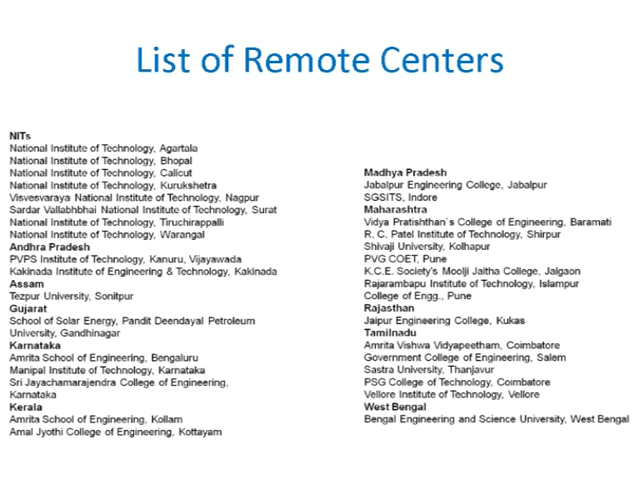 List of Remote Centers
NITs
National Institute of Technology, Agartala
National Institute of Technology, Bhopal
National Institute of Technology, Calicut
National Institute of Technology, Kurukshetra
Visvesvaraya National Institute of Technology, Nagpur
Sardar Vallabhbhai National Institute of Technology, Surat
National Institute of Technology, Tiruchirappalli
National Institute of Technology, Warangal
Andhra Pradesh
PVPS Institute of Technology, Kanuru, Vijayawada
Kakinada Institute of Engineering & Technology, Kakinada
Assam
Tezpur University, Sonitpur
Gujarat
School of Solar Energy, Pandit Deendayal Petroleum
University, Gandhinagar
Karnataka
Amrita School of Engineering, Bengaluru
Manipal Institute of Technology, Karnataka
Sri Jayachamarajendra College of Engineering,
Karnataka
Kerala
Amrita School of Engineering, Kollam
Amal Jyothi College of Engineering, Kottayam
Madhya Pradesh
Jabalpur Engineering College, Jabalpur
SGSITS, Indore
Maharashtra
Vidya Pratishthan`s College of Engineering, Baramati
R. C. Patel Institute of Technology, Shirpur
Shivaji University, Kolhapur
PVG COET, Pune
K.C.E. Society's Moolji Jaitha College, Jalgaon
Rajarambapu Institute of Technology, Islampur
College of Engg., Pune
Rajasthan
Jaipur Engineering College, Kukas
Tamilnadu
Amrita Vishwa Vidyapeetham, Coimbatore
Government College of Engineering, Salem
Sastra University, Thanjavur
PSG College of Technology, Coimbatore
Vellore Institute of Technology, Vellore
West Bengal
Bengal Engineering and Science University, West Bengal